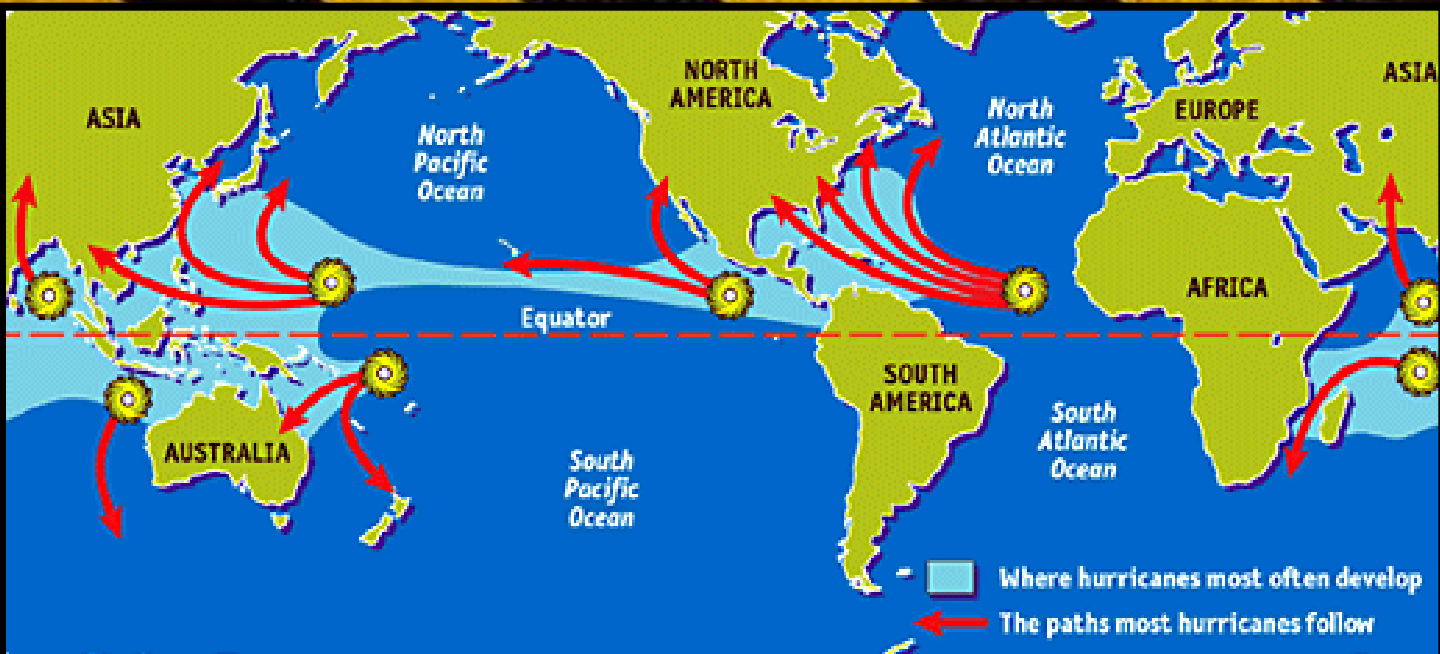 ASIA
NORTH
AMERICA
North
Pacific
Ocean
North
Atlantic
Ocean
EUROPE
ASIA
AFRICA
Equator
SOUTH
AMERICA
AUSTRALIA
South
Pacific
Ocean
South
Atlantic
Ocean
Where hurricanes most often develop
The paths most hurricanes follow